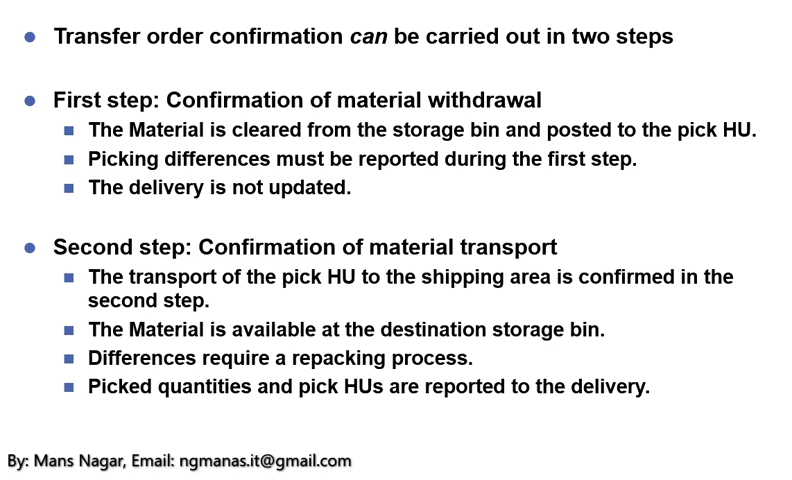 Transfer order confirmation can be carried out in two steps
First step: Confirmation of material withdrawal
The Material is cleared from the storage bin and posted to the pick HU.
Picking differences must be reported during the first step.
The delivery is not updated.
Second step: Confirmation of material transport
The transport of the pick HU to the shipping area is confirmed in the
second step.
The Material is available at the destination storage bin.
Differences require a repacking process.
Picked quantities and pick HUs are reported to the delivery.
By: Mans Nagar, Email: ngmanas.it@gmail.com